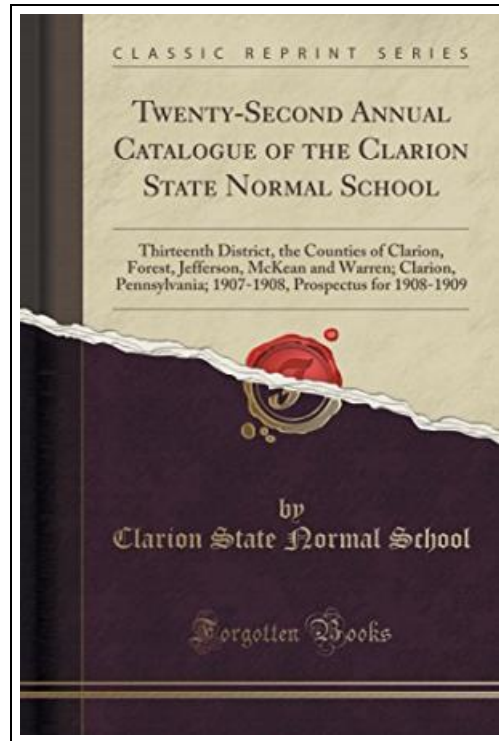 CLASSIC REPRINT SERIES
TWENTY-SECOND ANNUAL
CATALOGUE OF THE CLARION
STATE NORMAL SCHOOL
Thirteenth District, the Counties of Clarion,
Forest, Jefferson, McKean and Warren; Clarion,
Pennsylvania; 1907-1908, Prospectus for 1908-1909
by
Clarion State Normal School
Forgotten Books